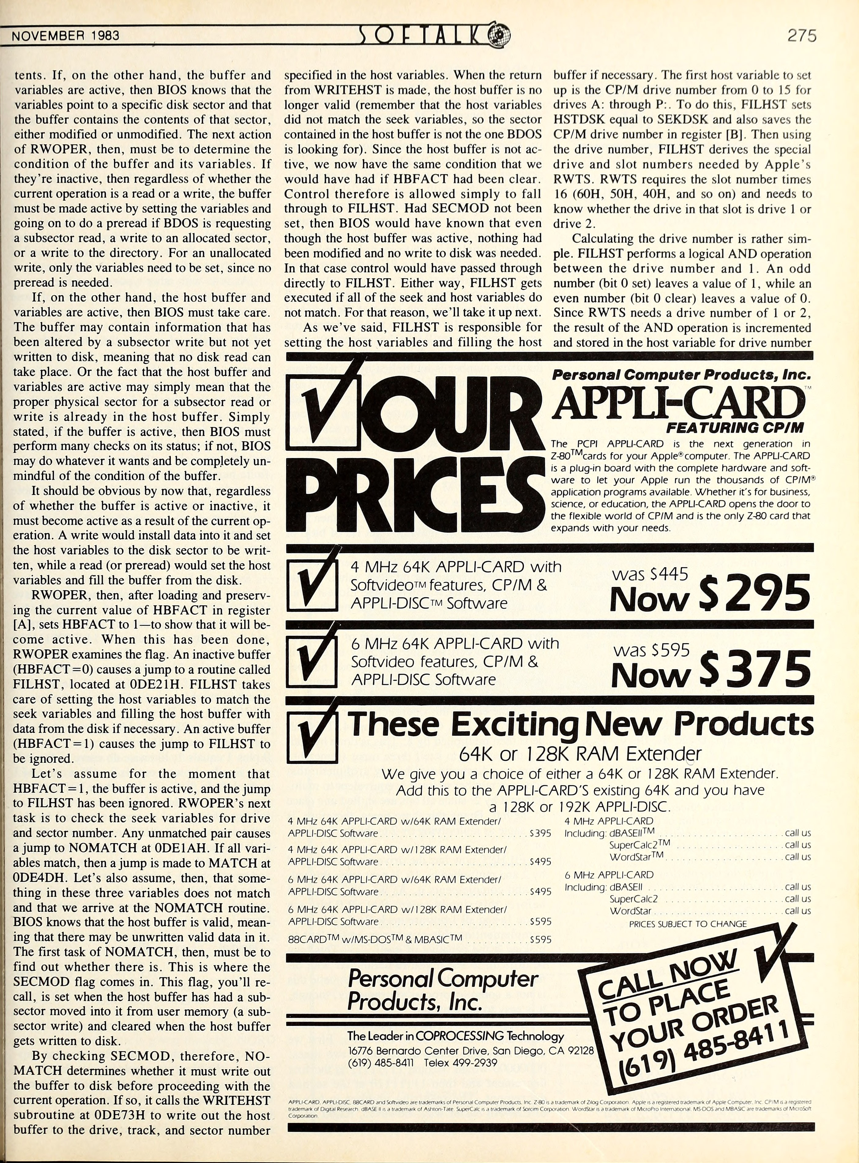 NOVEMBER 1983
SOFTALK
275
tents. If, on the other hand, the buffer and
variables are active, then BIOS knows that the
variables point to a specific disk sector and that
the buffer contains the contents of that sector,
either modified or unmodified. The next action
of RWOPER, then, must be to determine the
condition of the buffer and its variables. If
they're inactive, then regardless of whether the
current operation is a read or a write, the buffer
must be made active by setting the variables and
going on to do a preread if BDOS is requesting
a subsector read, a write to an allocated sector,
or a write to the directory. For an unallocated
write, only the variables need to be set, since no
preread is needed.
If, on the other hand, the host buffer and
variables are active, then BIOS must take care.
The buffer may contain information that has
been altered by a subsector write but not yet
written to disk, meaning that no disk read can
take place. Or the fact that the host buffer and
variables are active may simply mean that the
proper physical sector for a subsector read or
write is already in the host buffer. Simply
stated, if the buffer is active, then BIOS must
perform many checks on its status; if not, BIOS
may do whatever it wants and be completely un-
mindful of the condition of the buffer.
It should be obvious by now that, regardless
of whether the buffer is active or inactive, it
must become active as a result of the current op-
eration. A write would install data into it and set
the host variables to the disk sector to be writ-
ten, while a read (or preread) would set the host
variables and fill the buffer from the disk.
RWOPER, then, after loading and preserv-
ing the current value of HBFACT in register
[A], sets HBFACT to 1—to show that it will be-
come active. When this has been done,
RWOPER examines the flag. An inactive buffer
(HBFACT=0) causes a jump to a routine called
FILHST, located at 0DE21H. FILHST takes
care of setting the host variables to match the
seek variables and filling the host buffer with
data from the disk if necessary. An active buffer
(HBFACT=1) causes the jump to FILHST to
be ignored.
Let's assume for the moment that
HBFACT=1, the buffer is active, and the jump
to FILHST has been ignored. RWOPER's next
task is to check the seek variables for drive
and sector number. Any unmatched pair causes
a jump to NOMATCH at 0DE1AH. If all vari-
ables match, then a jump is made to MATCH at
0DE4DH. Let's also assume, then, that some-
thing in these three variables does not match
and that we arrive at the NOMATCH routine.
BIOS knows that the host buffer is valid, mean-
ing that there may be unwritten valid data in it.
The first task of NOMATCH, then, must be to
find out whether there is. This is where the
SECMOD flag comes in. This flag, you'll re-
call, is set when the host buffer has had a sub-
sector moved into it from user memory (a sub-
sector write) and cleared when the host buffer
gets written to disk.
By checking SECMOD, therefore, NO-
MATCH determines whether it must write out
the buffer to disk before proceeding with the
current operation. If so, it calls the WRITEHST
subroutine at 0DE73H to write out the host
buffer to the drive, track, and sector number
specified in the host variables. When the return
from WRITEHST is made, the host buffer is no
longer valid (remember that the host variables
did not match the seek variables, so the sector
contained in the host buffer is not the one BDOS
is looking for). Since the host buffer is not ac-
tive, we now have the same condition that we
would have had if HBFACT had been clear.
Control therefore is allowed simply to fall
through to FILHST. Had SECMOD not been
set, then BIOS would have known that even
though the host buffer was active, nothing had
been modified and no write to disk was needed.
In that case control would have passed through
directly to FILHST. Either way, FILHST gets
executed if all of the seek and host variables do
not match. For that reason, we'll take it up next.
As we've said, FILHST is responsible for
setting the host variables and filling the host
buffer if necessary. The first host variable to set
up is the CP/M drive number from 0 to 15 for
drives A: through P:. To do this, FILHST sets
HSTDSK equal to SEKDSK and also saves the
CP/M drive number in register [B]. Then using
the drive number, FILHST derives the special
drive and slot numbers needed by Apple's
RWTS. RWTS requires the slot number times
16 (60H, 50H, 40H, and so on) and needs to
know whether the drive in that slot is drive 1 or
drive 2.
Calculating the drive number is rather sim-
ple. FILHST performs a logical AND operation
between the drive number and 1. An odd
number (bit 0 set) leaves a value of 1, while an
even number (bit 0 clear) leaves a value of 0.
Since RWTS needs a drive number of 1 or 2,
the result of the AND operation is incremented
and stored in the host variable for drive number
OUR
PRICES
Personal Computer Products, Inc.
APPLI-CARD™
FEATURING CP/M
The PCPI APPLI-CARD is the next generation in
Z-80™cards for your Apple® computer. The APPLI-CARD
is a plug-in board with the complete hardware and soft-
ware to let your Apple run the thousands of CP/M®
application programs available. Whether it's for business,
science, or education, the APPLI-CARD opens the door to
the flexible world of CP/M and is the only Z-80 card that
expands with your needs.
4 MHz 64K APPLI-CARD with
Softvideo™ features, CP/M &
APPLI-DISC™ Software
was $445
Now $295
6 MHz 64K APPLI-CARD with
Softvideo features, CP/M &
APPLI-DISC Software
was $595
Now $375
These Exciting New Products
64K or 128K RAM Extender
We give you a choice of either a 64K or 128K RAM Extender.
Add this to the APPLI-CARD'S existing 64K and you have
a 128K or 192K APPLI-DISC.
4 MHz 64K APPLI-CARD w/64K RAM Extender/
APPLI-DISC Software $395
4 MHz 64K APPLI-CARD w/128K RAM Extender/
APPLI-DISC Software $495
6 MHz 64K APPLI-CARD w/64K RAM Extender/
APPLI-DISC Software $495
6 MHz 64K APPLI-CARD w/128K RAM Extender/
APPLI-DISC Software $595
88CARD™ w/MS-DOS™ & MBASIC™ $595
4 MHz APPLI-CARD
Including: dBASEII™ call us
SuperCalc2™ call us
WordStar™ call us
6 MHz APPLI-CARD
Including: dBASEII call us
SuperCalc2 call us
WordStar call us
PRICES SUBJECT TO CHANGE
Personal Computer
Products, Inc.
The Leader in COPROCESSING Technology
16776 Bernardo Center Drive, San Diego, CA 92128
(619) 485-8411 Telex 499-2939
CALL NOW
TO PLACE
YOUR ORDER
(619) 485-8411
APPLI-CARD, APPLI-DISC, 88CARD and Softvideo are trademarks of Personal Computer Products, Inc. Z-80 is a trademark of Zilog Corporation. Apple is a registered trademark of Apple Computer, Inc. CP/M is a registered
trademark of Digital Research. dBASE II is a trademark of Ashton-Tate. SuperCalc is a trademark of Sorcim Corporation. WordStar is a trademark of MicroPro International. MS-DOS and MBASIC are trademarks of MicroSoft
Corporation.